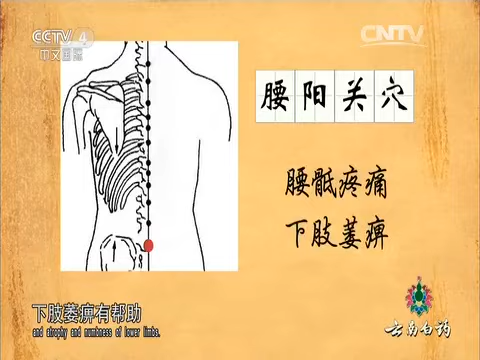 CCTV 4
中文国际
CNTV
腰阳关穴
腰骶疼痛
下肢萎痹
下肢萎痹有帮助
and atrophy and numbness of lower limbs.
云南白药